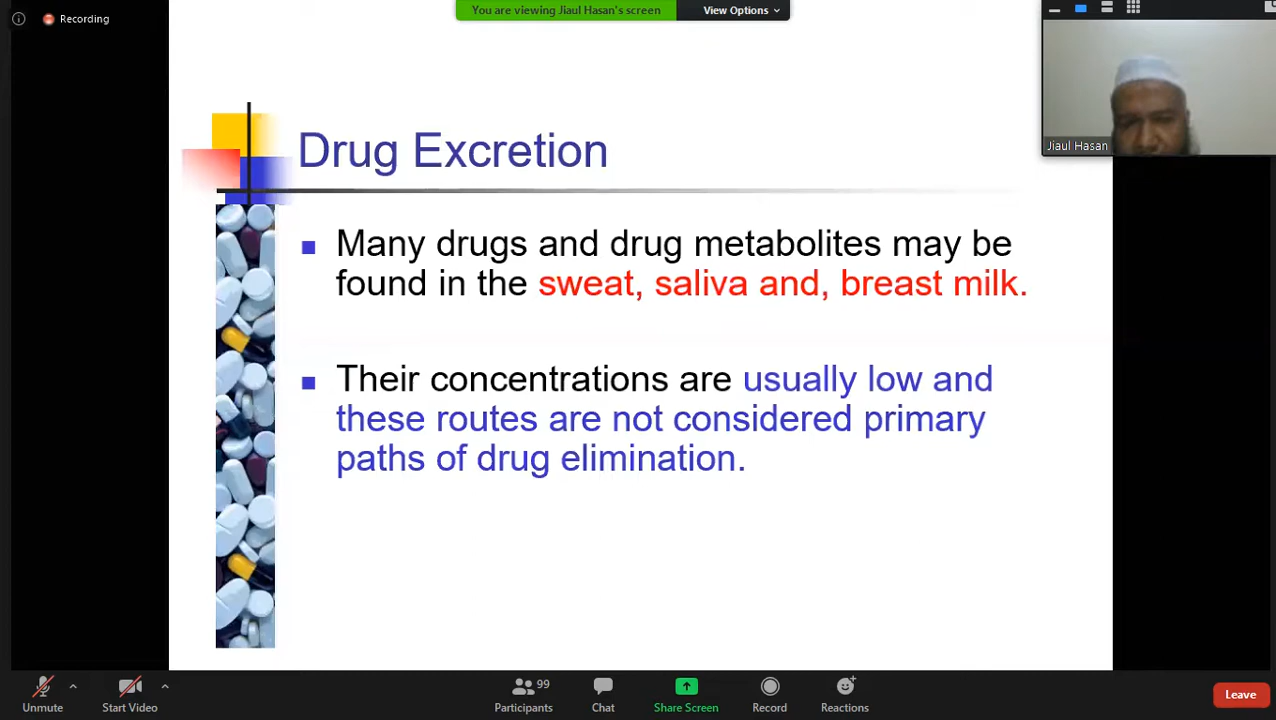 Recording
You are viewing Jiaul Hasan's screen
View Options
Jiaul Hasan
Drug Excretion
Many drugs and drug metabolites may be
found in the sweat, saliva and, breast milk.
Their concentrations are usually low and
these routes are not considered primary
paths of drug elimination.
Unmute
Start Video
99
Participants
Chat
Share Screen
Record
Reactions
Leave